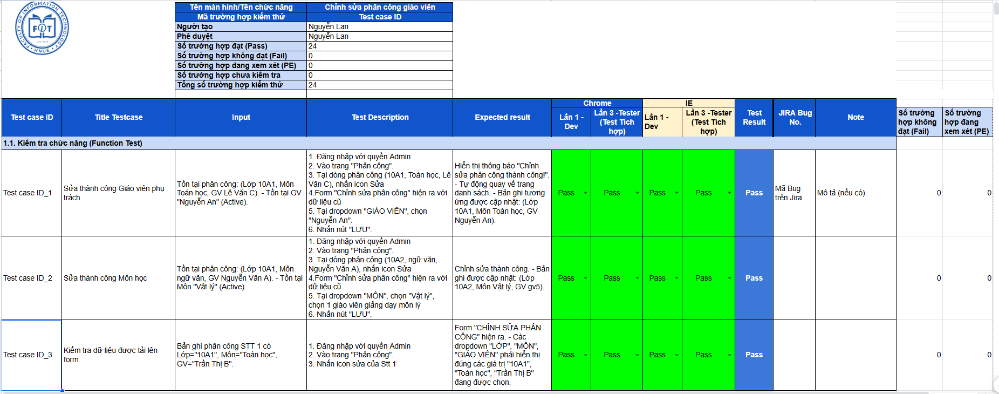 FACULTY OF INFORMATION TECHNOLOGY
FiT
HNUE
Tên màn hình/Tên chức năng	Chỉnh sửa phân công giáo viên
Mã trường hợp kiểm thử	Test case ID
Người tạo	Nguyễn Lan
Phê duyệt	Nguyễn Lan
Số trường hợp đạt (Pass)	24
Số trường hợp không đạt (Fail)	0
Số trường hợp đang xem xét (PE)	0
Số trường hợp chưa kiểm tra	0
Tổng số trường hợp kiểm thử	24
Test case ID
Title Testcase
Input
Test Description
Expected result
Chrome
Lần 1 -
Dev
Lần 3 -Tester
(Test Tích
hợp)
IE
Lần 1 -
Dev
Lần 3 -Tester
(Test Tích
hợp)
Test
Result
JIRA Bug
No.
Note
Số trường
hợp không
đạt (Fail)
Số trường
hợp đang
xem xét (PE)
1.1. Kiểm tra chức năng (Function Test)
Test case ID_1
Sửa thành công Giáo viên phụ
trách
Tồn tại phân công: (Lớp 10A1, Môn
Toán học, GV Lê Văn C). - Tồn tại GV
"Nguyễn An" (Active).
1. Đăng nhập với quyền Admin
2. Vào trang "Phân công".
3. Tại dòng phân công (10A1, Toán học, Lê
Văn C), nhấn icon Sửa
4.Form "Chỉnh sửa phân công" hiện ra với
dữ liệu cũ
5. Tại dropdown "GIÁO VIÊN", chọn
"Nguyễn An".
6. Nhấn nút "LƯU".
Hiển thị thông báo "Chỉnh
sửa phân công thành công!".
- Tự động quay về trang
danh sách. - Bản ghi tương
ứng được cập nhật: (Lớp
10A1, Môn Toán học, GV
Nguyễn An).
Pass
Pass
Pass
Pass
Pass
Mã Bug
trên Jira
Mô tả (nếu có)
0
0
Test case ID_2
Sửa thành công Môn học
Tồn tại phân công: (Lớp 10A1, Môn
ngữ văn, GV Nguyễn Văn A). - Tồn tại
Môn "Vật lý" (Active).
1. Đăng nhập với quyền Admin
2. Vào trang "Phân công".
3. Tại dòng phân công (10A2, ngữ văn,
Nguyễn Văn A), nhấn icon Sửa
4.Form "Chỉnh sửa phân công" hiện ra với
dữ liệu cũ
5. Tại dropdown "MÔN", chọn "Vật lý",
chọn 1 giáo viên giảng dạy môn lý
6. Nhấn nút "LƯU".
Chỉnh sửa thành công. - Bản
ghi được cập nhật: (Lớp
10A2, Môn Vật lý, GV gv5).
Pass
Pass
Pass
Pass
Pass
0
0
Test case ID_3
Kiểm tra dữ liệu được tải lên
form
Bản ghi phân công STT 1 có
Lớp="10A1", Môn="Toán học",
GV="Trần Thị B".
1. Đăng nhập với quyền Admin
2. Vào trang "Phân công".
3. Nhấn icon sửa của Stt 1
Form "CHỈNH SỬA PHÂN
CÔNG" hiện ra. - Các
dropdown "LỚP", "MÔN",
"GIÁO VIÊN" phải hiển thị
đúng các giá trị "10A1",
"Toán học", "Trần Thị B"
đang được chọn.
Pass
Pass
Pass
Pass
Pass
0
0